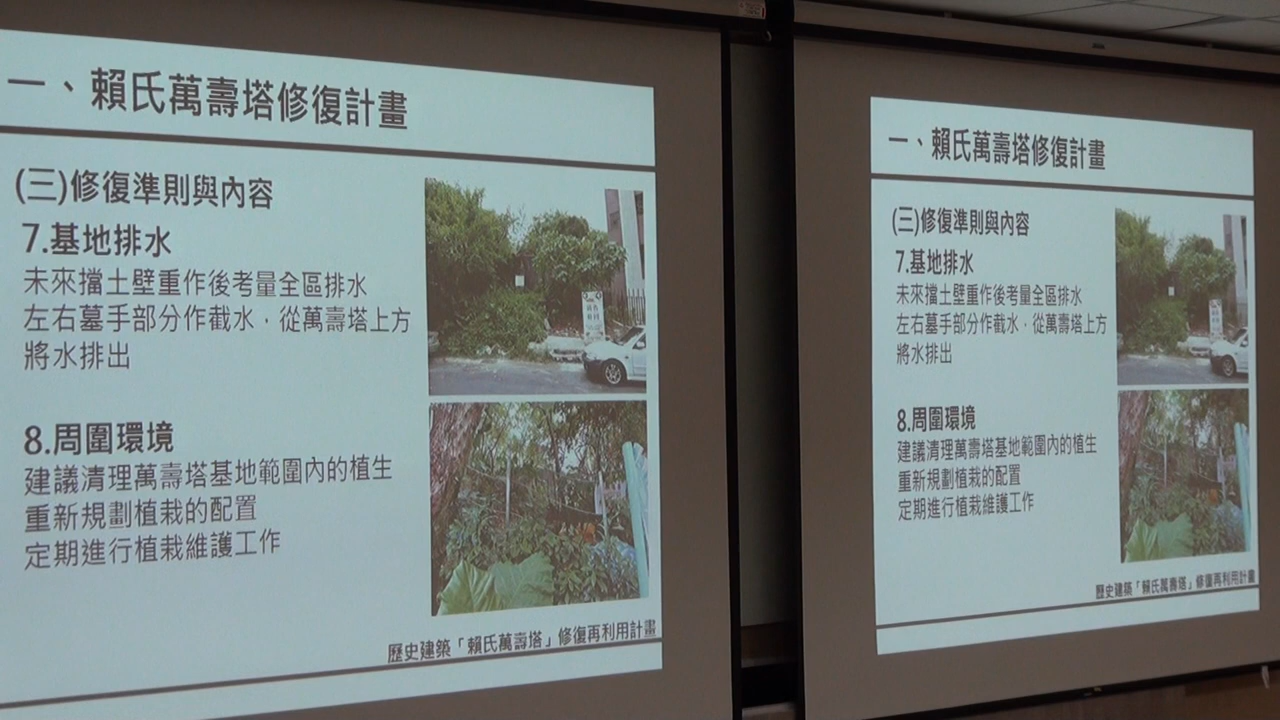 一、賴氏萬壽塔修復計畫
(三)修復準則與內容
7.基地排水
未來擋土壁重作後考量全區排水
左右墓手部分作截水，從萬壽塔上方
將水排出
8.周圍環境
建議清理萬壽塔基地範圍內的植生
重新規劃植栽的配置
定期進行植栽維護工作
歷史建築「賴氏萬壽塔」修復再利用計畫
一、賴氏萬壽塔修復計畫
(三)修復準則與內容
7.基地排水
未來擋土壁重作後考量全區排水
左右墓手部分作截水，從萬壽塔上方
將水排出
8.周圍環境
建議清理萬壽塔基地範圍內的植生
重新規劃植栽的配置
定期進行植栽維護工作
歷史建築「賴氏萬壽塔」修復再利用計畫